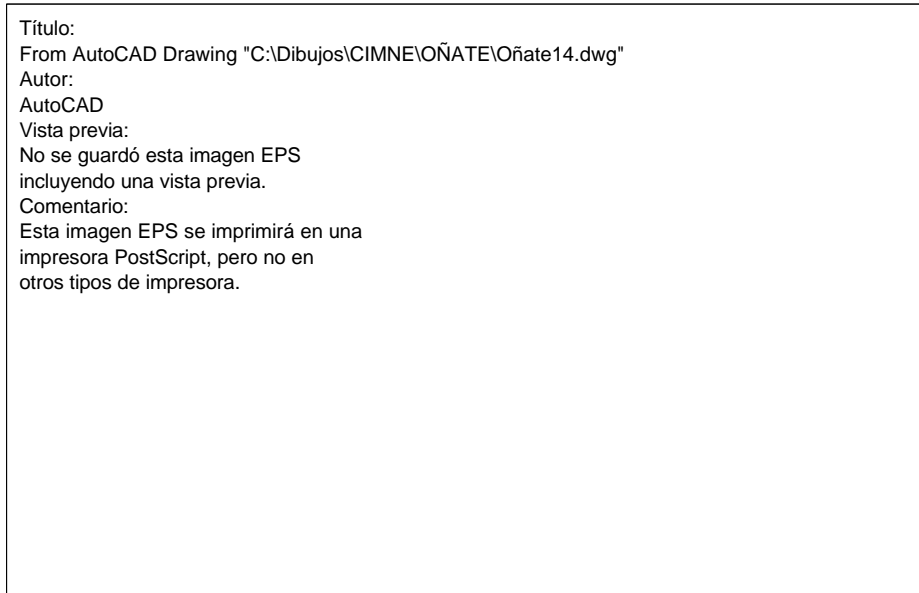 Título:
From AutoCAD Drawing "C:\Dibujos\CIMNE\OÑATE\Oñate14.dwg"
Autor:
AutoCAD
Vista previa:
No se guardó esta imagen EPS
incluyendo una vista previa.
Comentario:
Esta imagen EPS se imprimirá en una
impresora PostScript, pero no en
otros tipos de impresora.